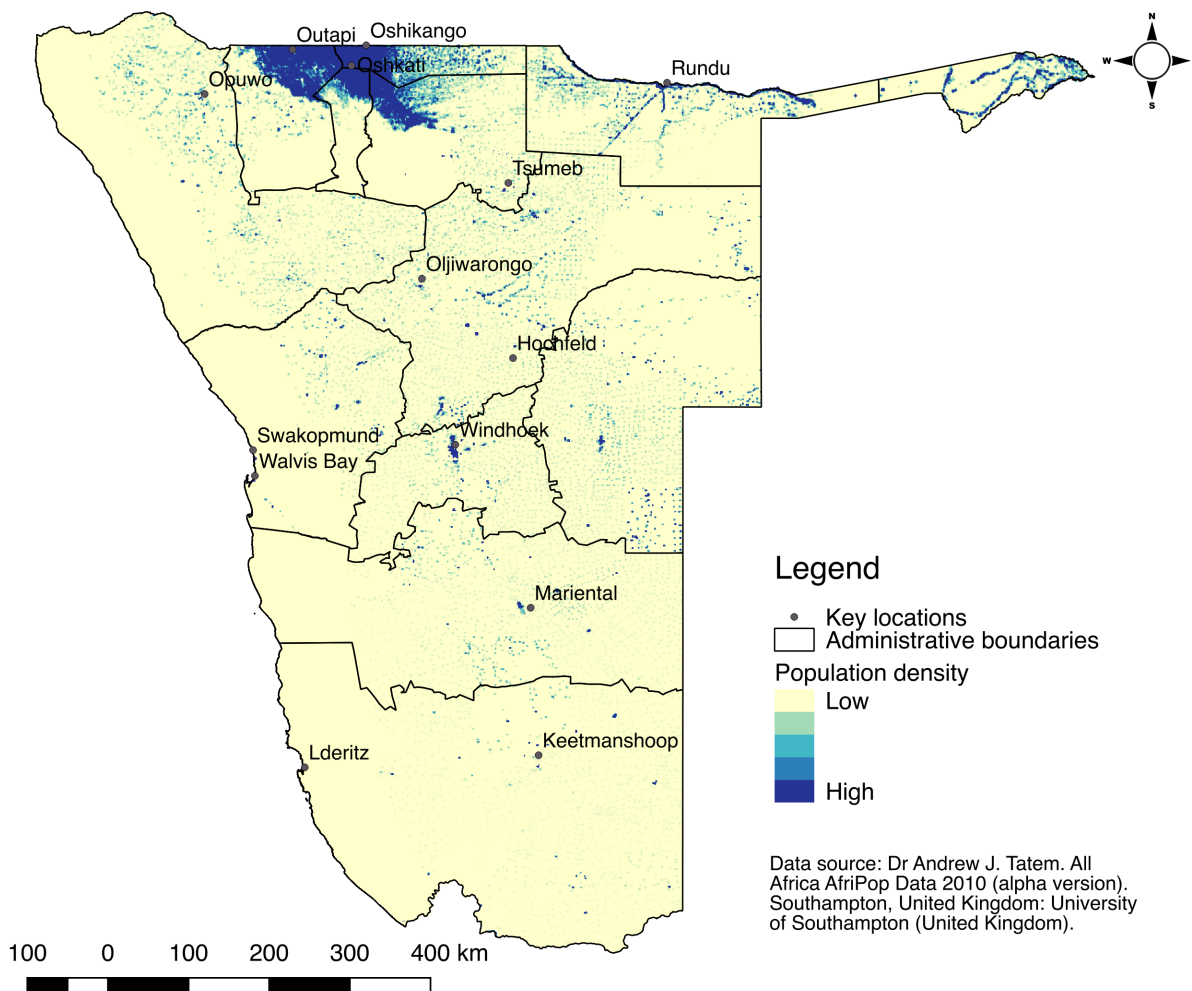 N
W
S
Outapi
Oshikango
Oshkati
Opuwo
Rundu
Tsumeb
Oljiwarongo
Hochfeld
Swakopmund
Walvis Bay
Windhoek
Mariental
Lderitz
Keetmanshoop
Legend
Key locations
Administrative boundaries
Population density
Low
High
Data source: Dr Andrew J. Tatem. All
Africa AfriPop Data 2010 (alpha version).
Southampton, United Kingdom: University
of Southampton (United Kingdom).
100 0 100 200 300 400 km